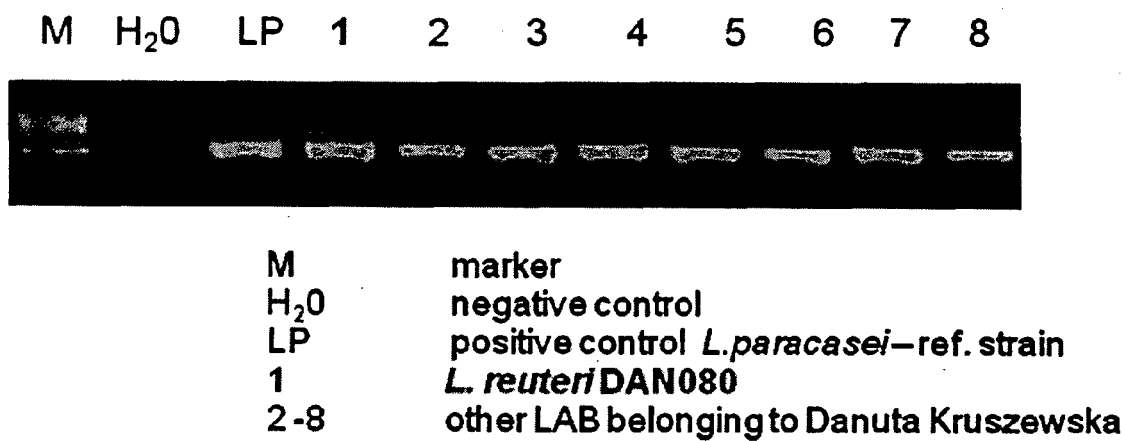 M H₂0 LP 1 2 3 4 5 6 7 8
M marker
H₂0 negative control
LP positive control L.paracasei–ref. strain
1 L. reuteri DAN080
2-8 other LAB belonging to Danuta Kruszewska